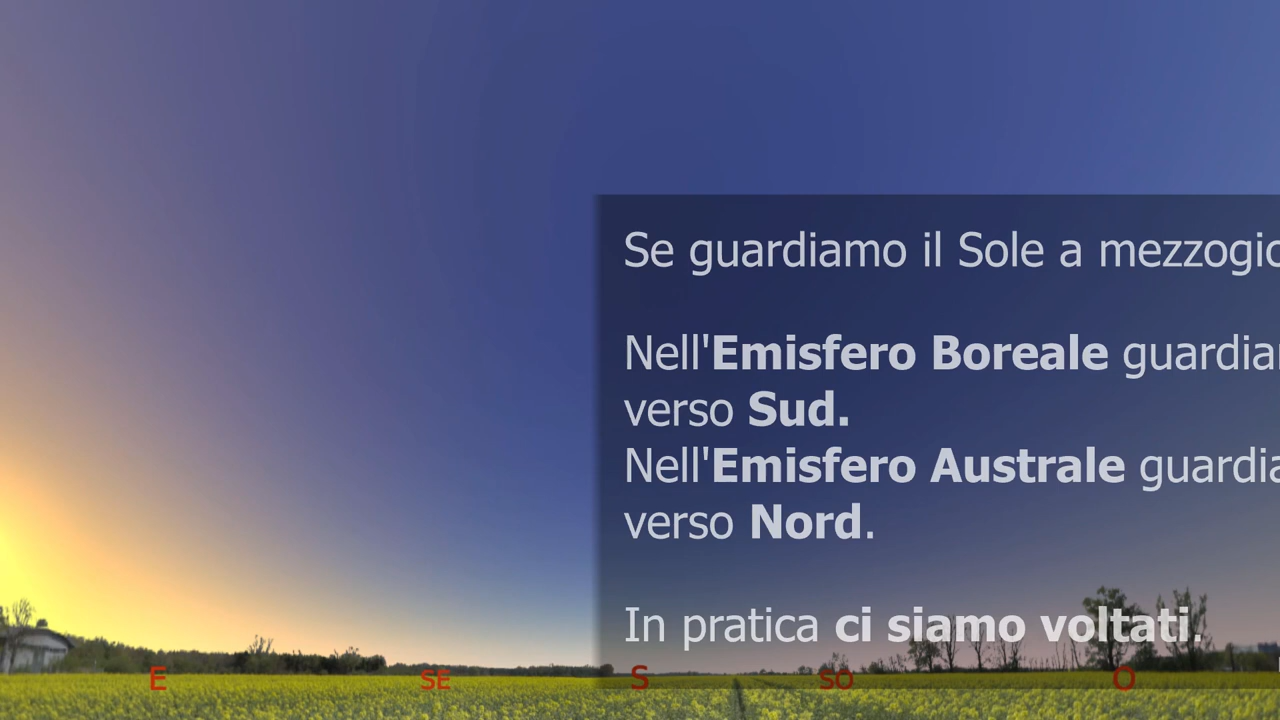 Se guardiamo il Sole a mezzogio
Nell'Emisfero Boreale guardia
verso Sud.
Nell'Emisfero Australe guardia
verso Nord.
In pratica ci siamo voltati.
E SE S SO O